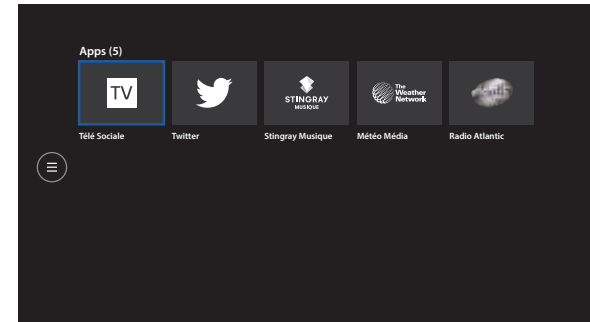 Apps (5)
TV
STINGRAY
MUSIQUE
The
Weather
Network
Télé Sociale
Twitter
Stingray Musique
Météo Média
Radio Atlantic